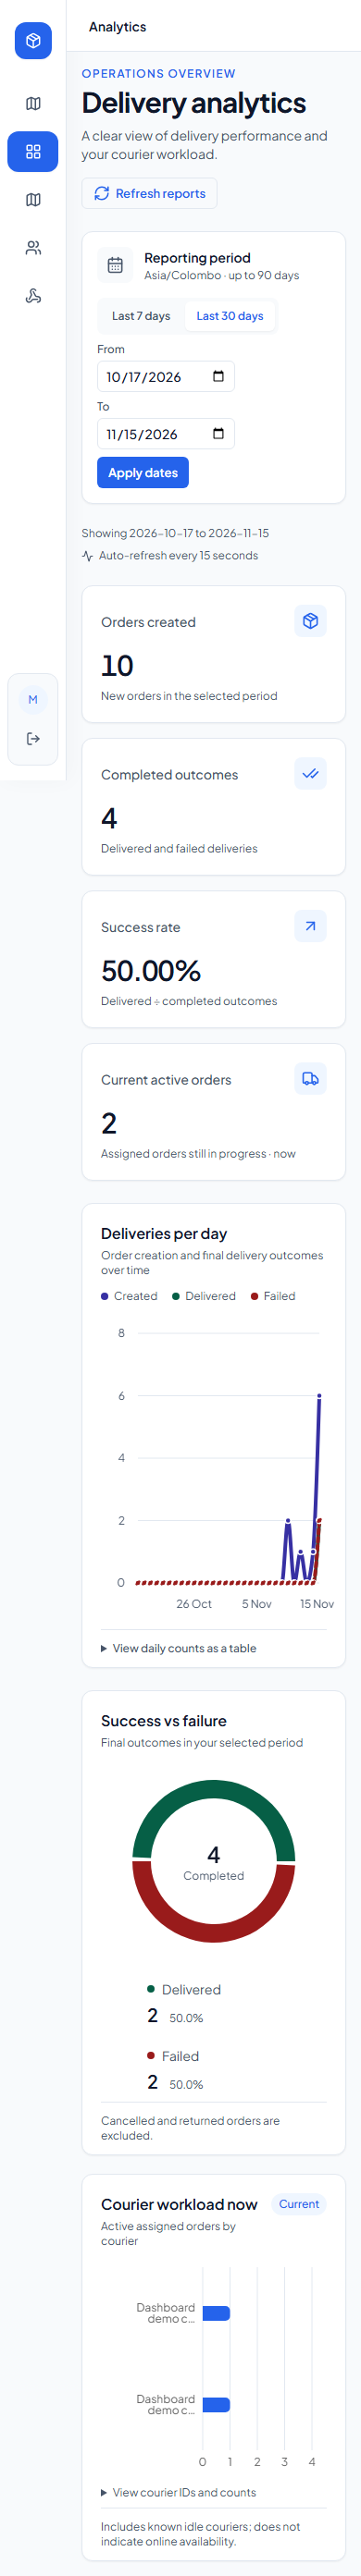 Analytics
OPERATIONS OVERVIEW
Delivery analytics
A clear view of delivery performance and
your courier workload.
Refresh reports
Reporting period
Asia/Colombo · up to 90 days
Last 7 days
Last 30 days
From
10/17/2026
To
11/15/2026
Apply dates
Showing 2026-10-17 to 2026-11-15
Auto-refresh every 15 seconds
Orders created
10
New orders in the selected period
M
Completed outcomes
4
Delivered and failed deliveries
Success rate
50.00%
Delivered ÷ completed outcomes
Current active orders
2
Assigned orders still in progress · now
Deliveries per day
Order creation and final delivery outcomes
over time
Created Delivered Failed
8
6
4
2
0
26 Oct 5 Nov 15 Nov
View daily counts as a table
Success vs failure
Final outcomes in your selected period
4
Completed
Delivered
2 50.0%
Failed
2 50.0%
Cancelled and returned orders are
excluded.
Courier workload now
Current
Active assigned orders by
courier
Dashboard
demo c...
Dashboard
demo c...
0 1 2 3 4
View courier IDs and counts
Includes known idle couriers; does not
indicate online availability.